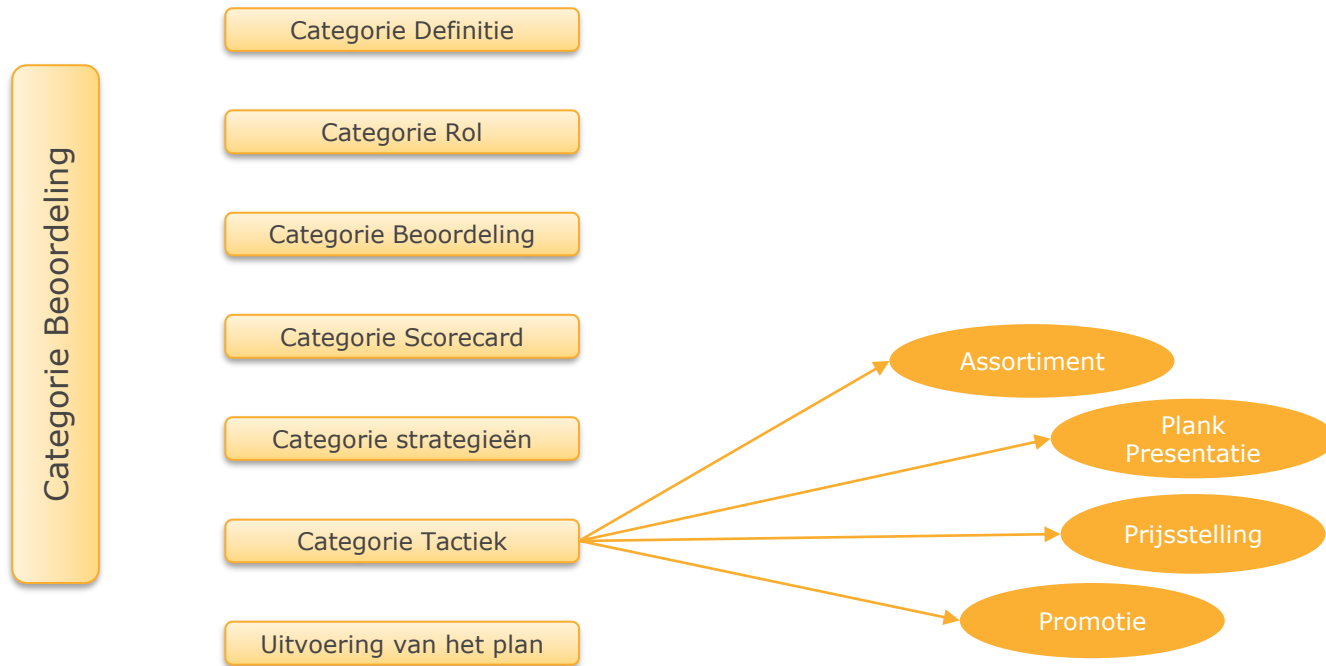 Categorie Beoordeling
Categorie Definitie
Categorie Rol
Categorie Beoordeling
Categorie Scorecard
Categorie strategieën
Categorie Tactiek
Uitvoering van het plan
Assortiment
Plank
Presentatie
Prijsstelling
Promotie